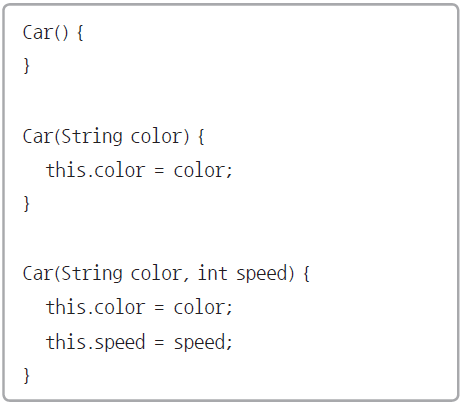 Car() {
}
Car(String color) {
this.color = color;
}
Car(String color, int speed) {
this.color = color;
this.speed = speed;
}